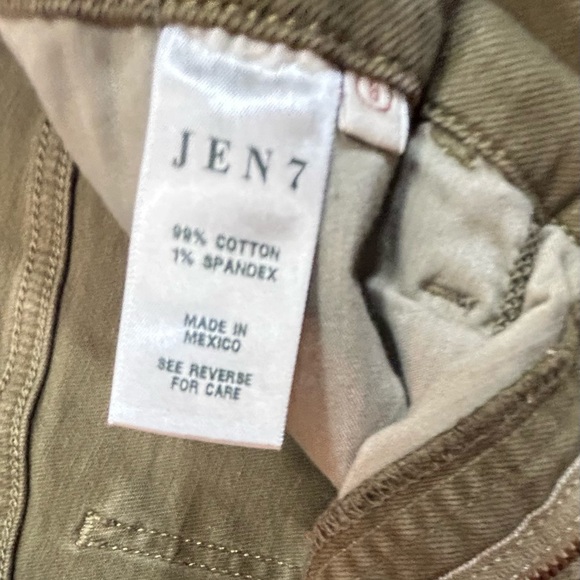 JEN7
99% COTTON
1% SPANDEX
MADE IN
MEXICO
SEE REVERSE
FOR CARE